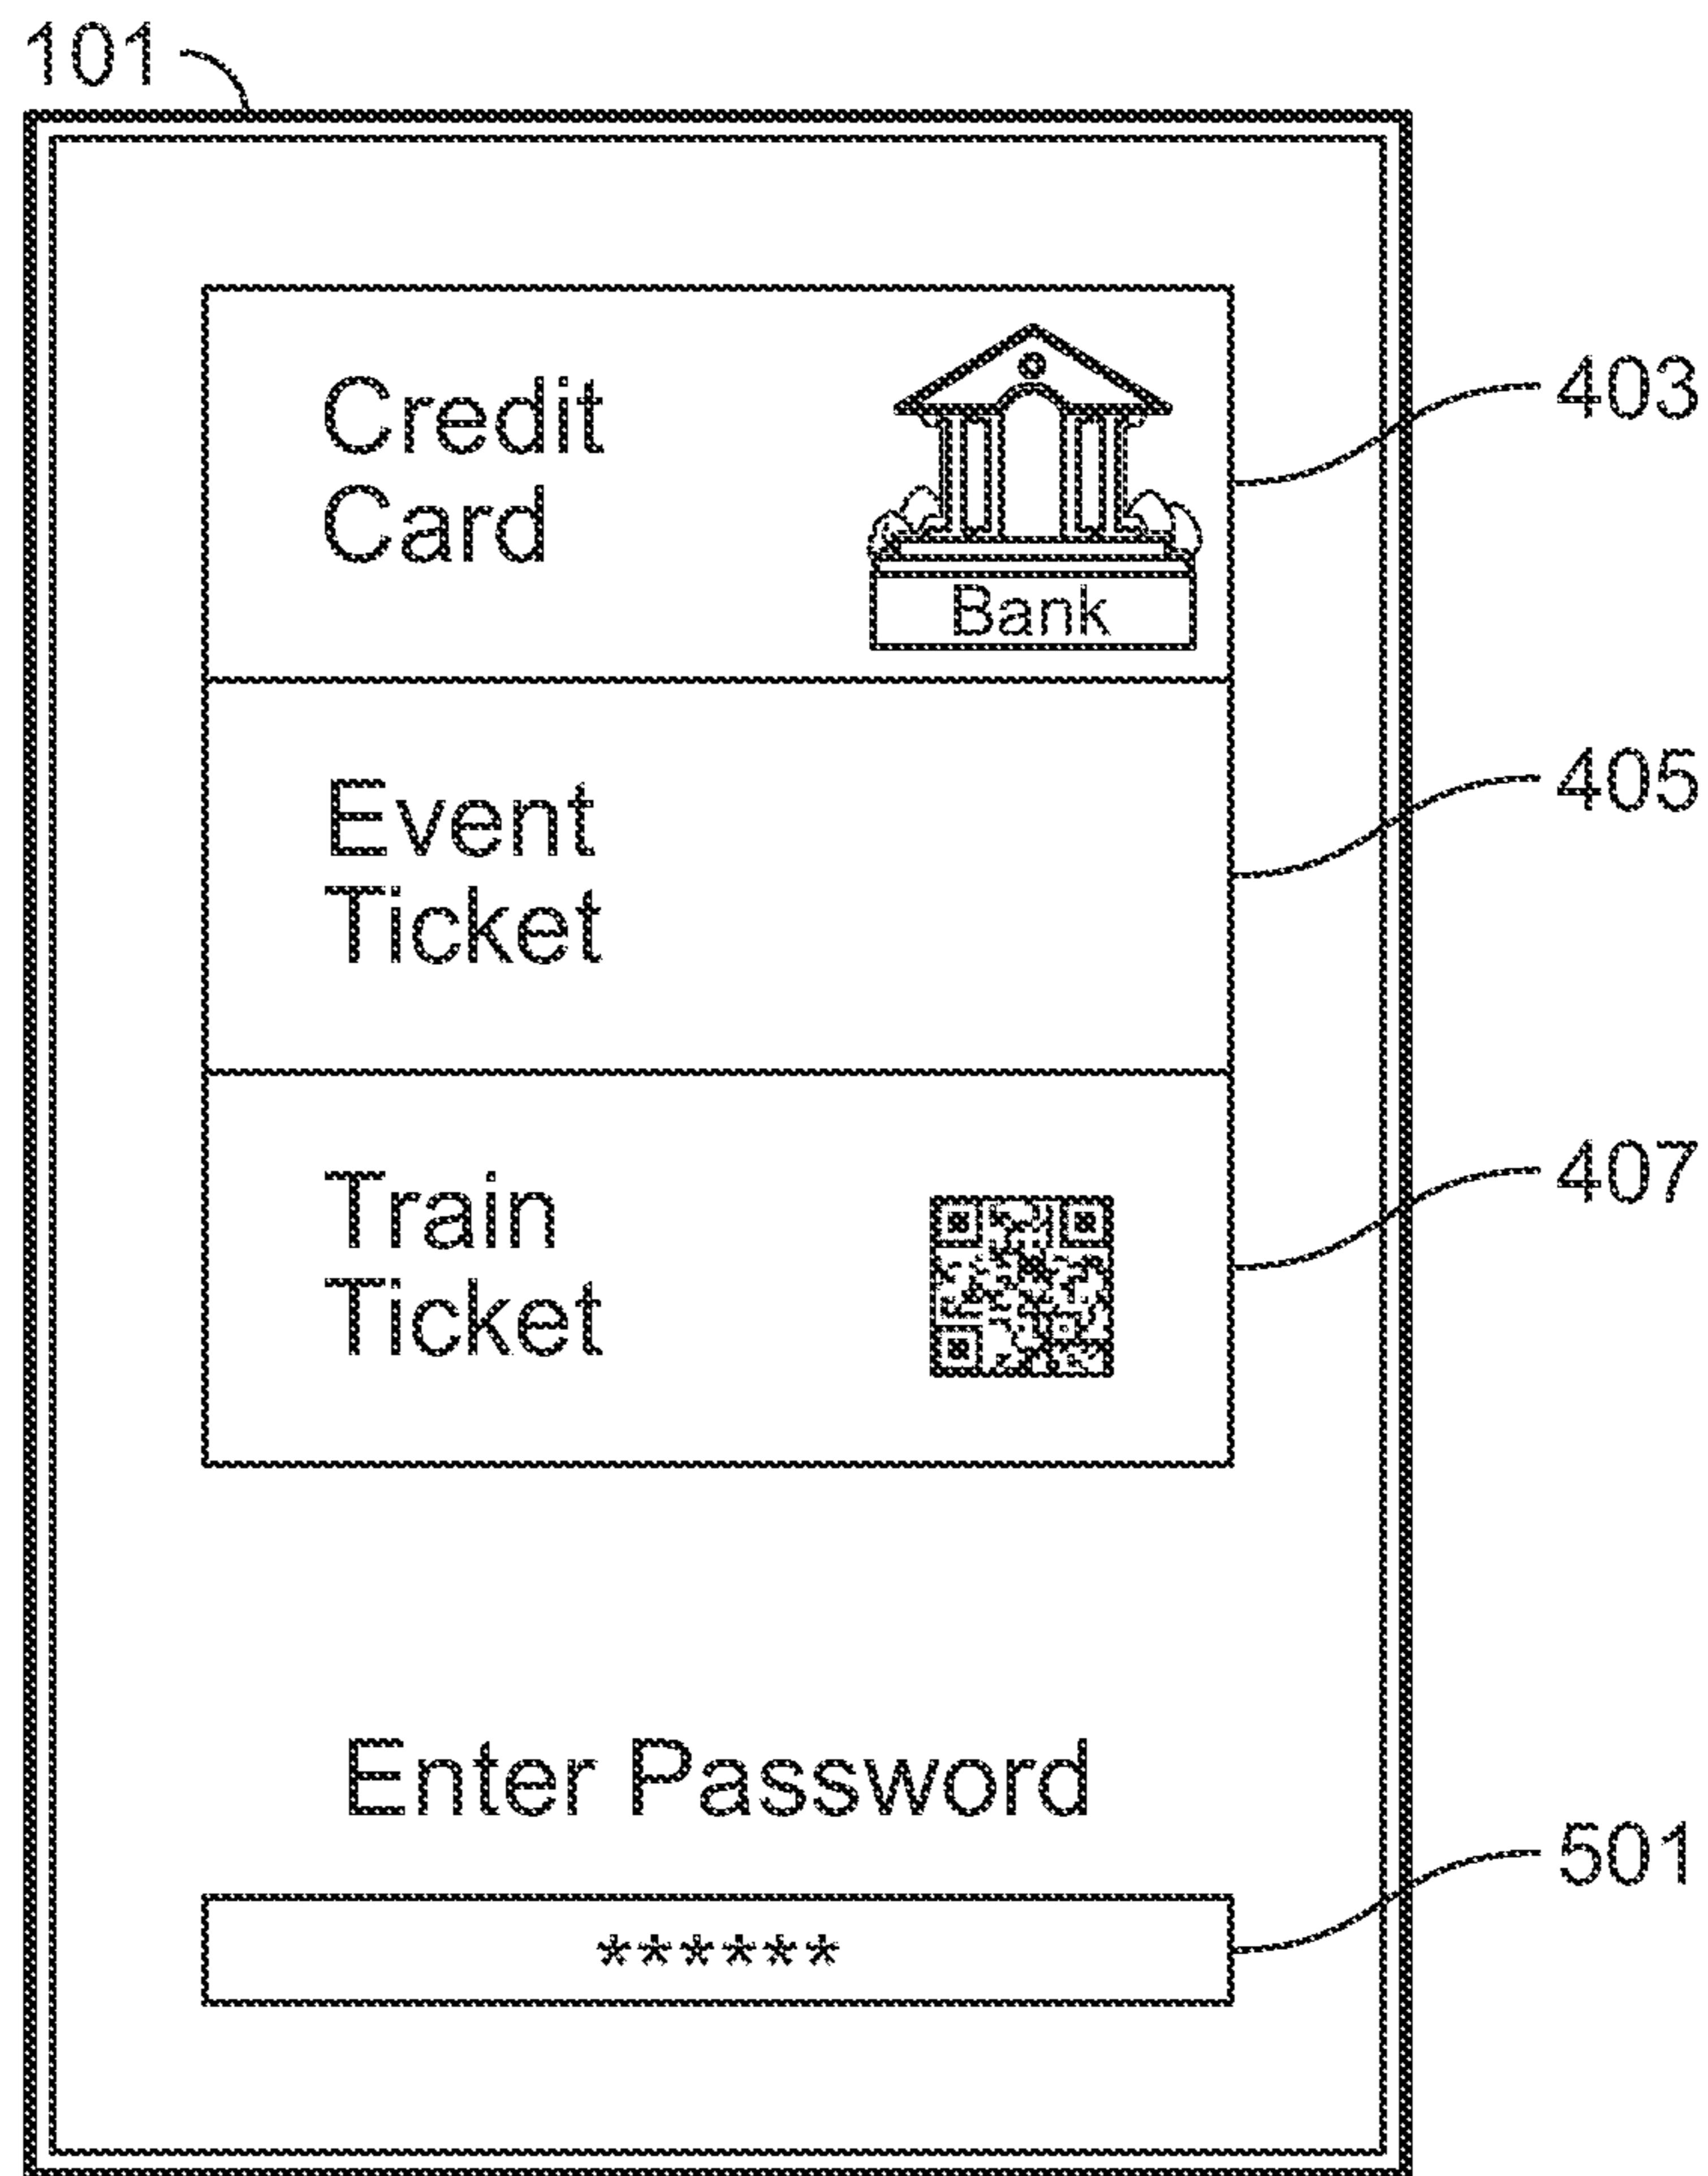 101
Credit
Card
Bank
403
Event
Ticket
405
Train
Ticket
407
Enter Password
******
501